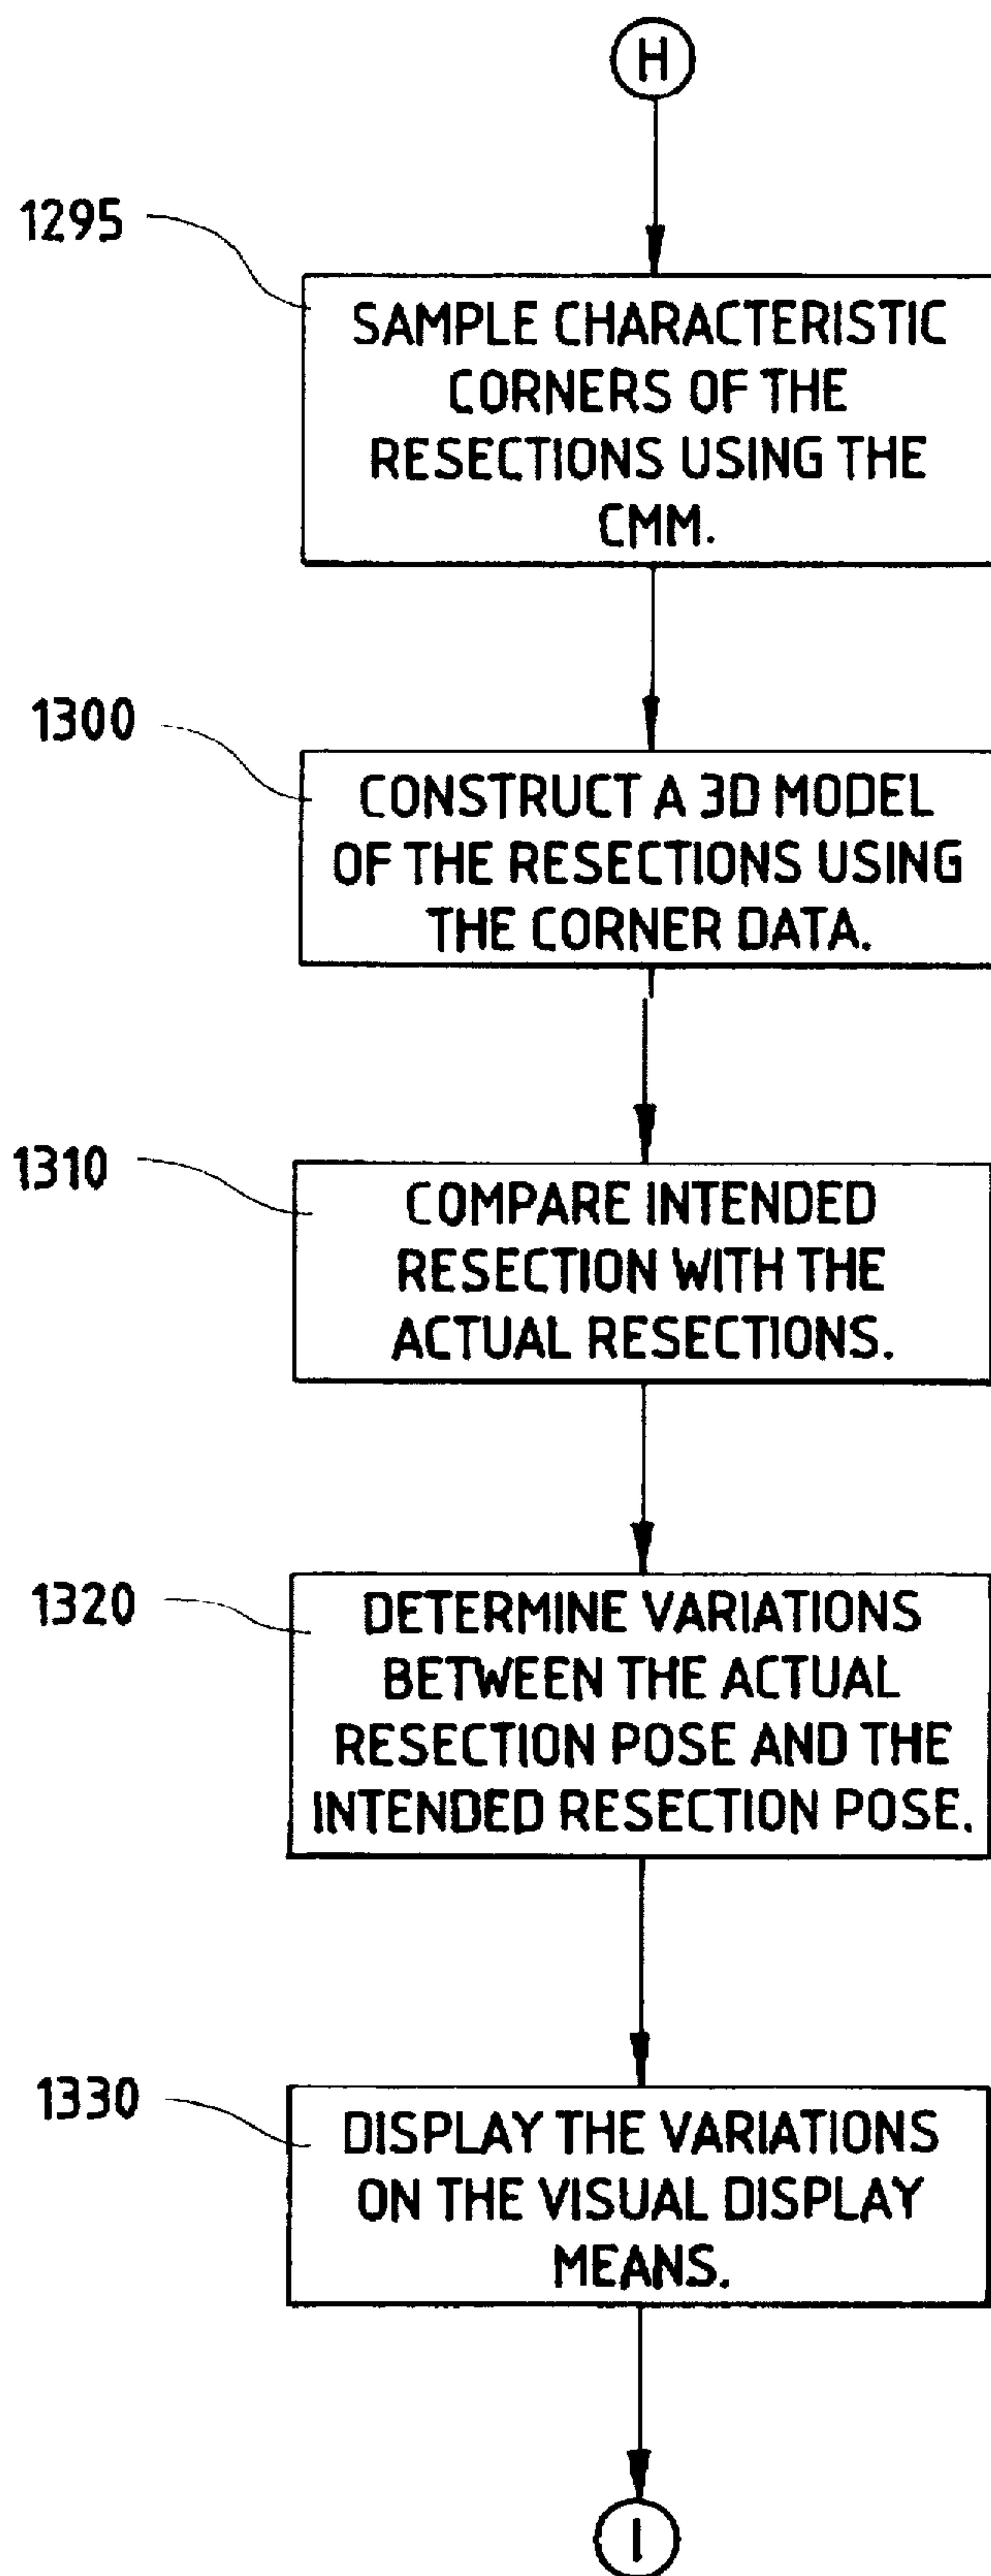 H
1295
SAMPLE CHARACTERISTIC
CORNERS OF THE
RESECTIONS USING THE
CMM.
1300
CONSTRUCT A 3D MODEL
OF THE RESECTIONS USING
THE CORNER DATA.
1310
COMPARE INTENDED
RESECTION WITH THE
ACTUAL RESECTIONS.
1320
DETERMINE VARIATIONS
BETWEEN THE ACTUAL
RESECTION POSE AND THE
INTENDED RESECTION POSE.
1330
DISPLAY THE VARIATIONS
ON THE VISUAL DISPLAY
MEANS.
I